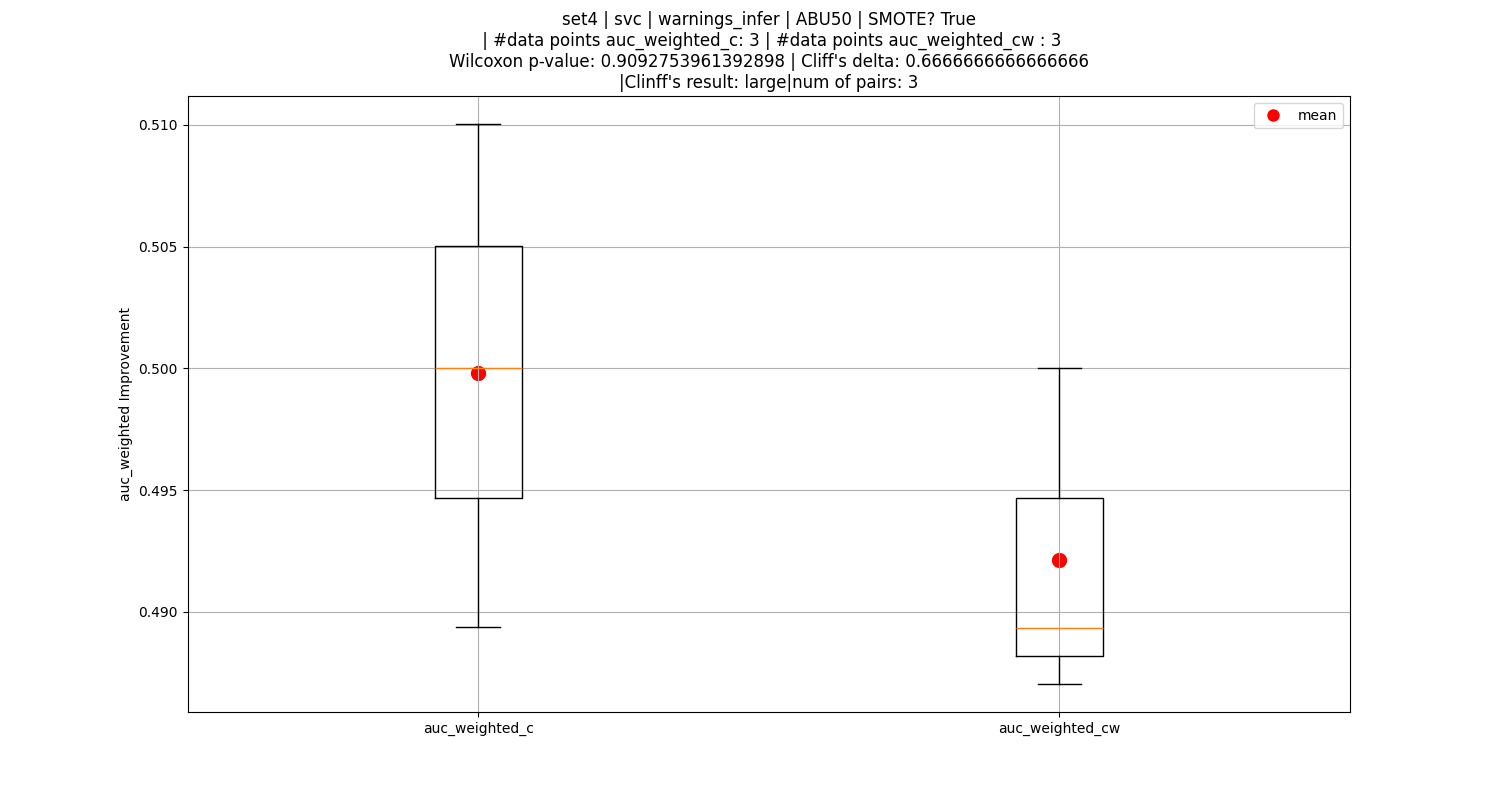 set4 | svc | warnings_infer | ABU50 | SMOTE? True
| #data points auc_weighted_c: 3 | #data points auc_weighted_cw : 3
Wilcoxon p-value: 0.9092753961392898 | Cliff's delta: 0.6666666666666666
|Clinff's result: large|num of pairs: 3
mean
0.510
0.505
0.500
0.495
0.490
auc_weighted Improvement
auc_weighted_c
auc_weighted_cw